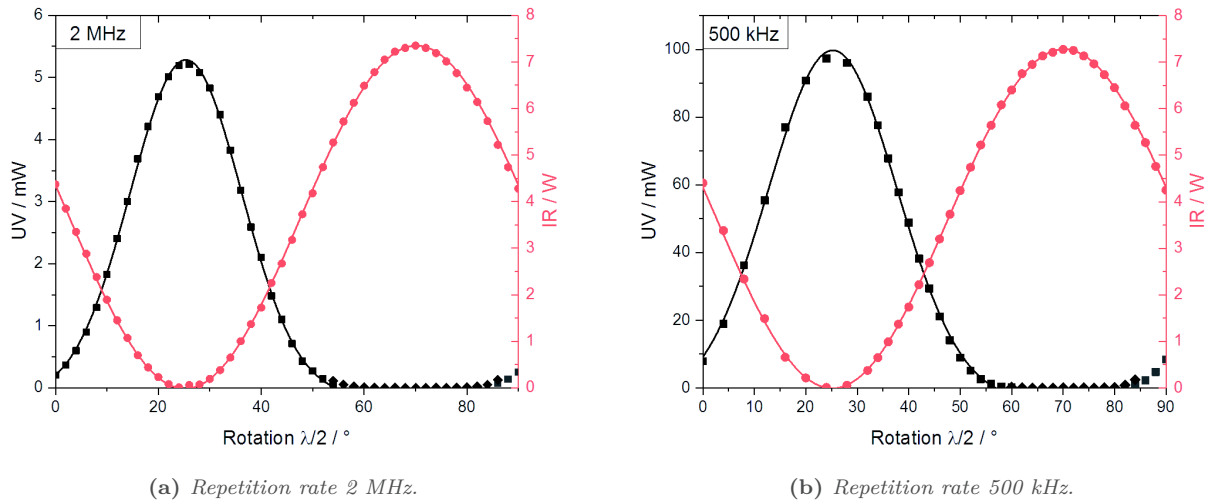 2 MHz
UV / mW
6
5
4
3
2
1
0
IR / W
8
7
6
5
4
3
2
1
0
0 20 40 60 80
Rotation λ/2 / °
(a) Repetition rate 2 MHz.
500 kHz
UV / mW
100
80
60
40
20
0
IR / W
8
7
6
5
4
3
2
1
0
0 10 20 30 40 50 60 70 80 90
Rotation λ/2 / °
(b) Repetition rate 500 kHz.